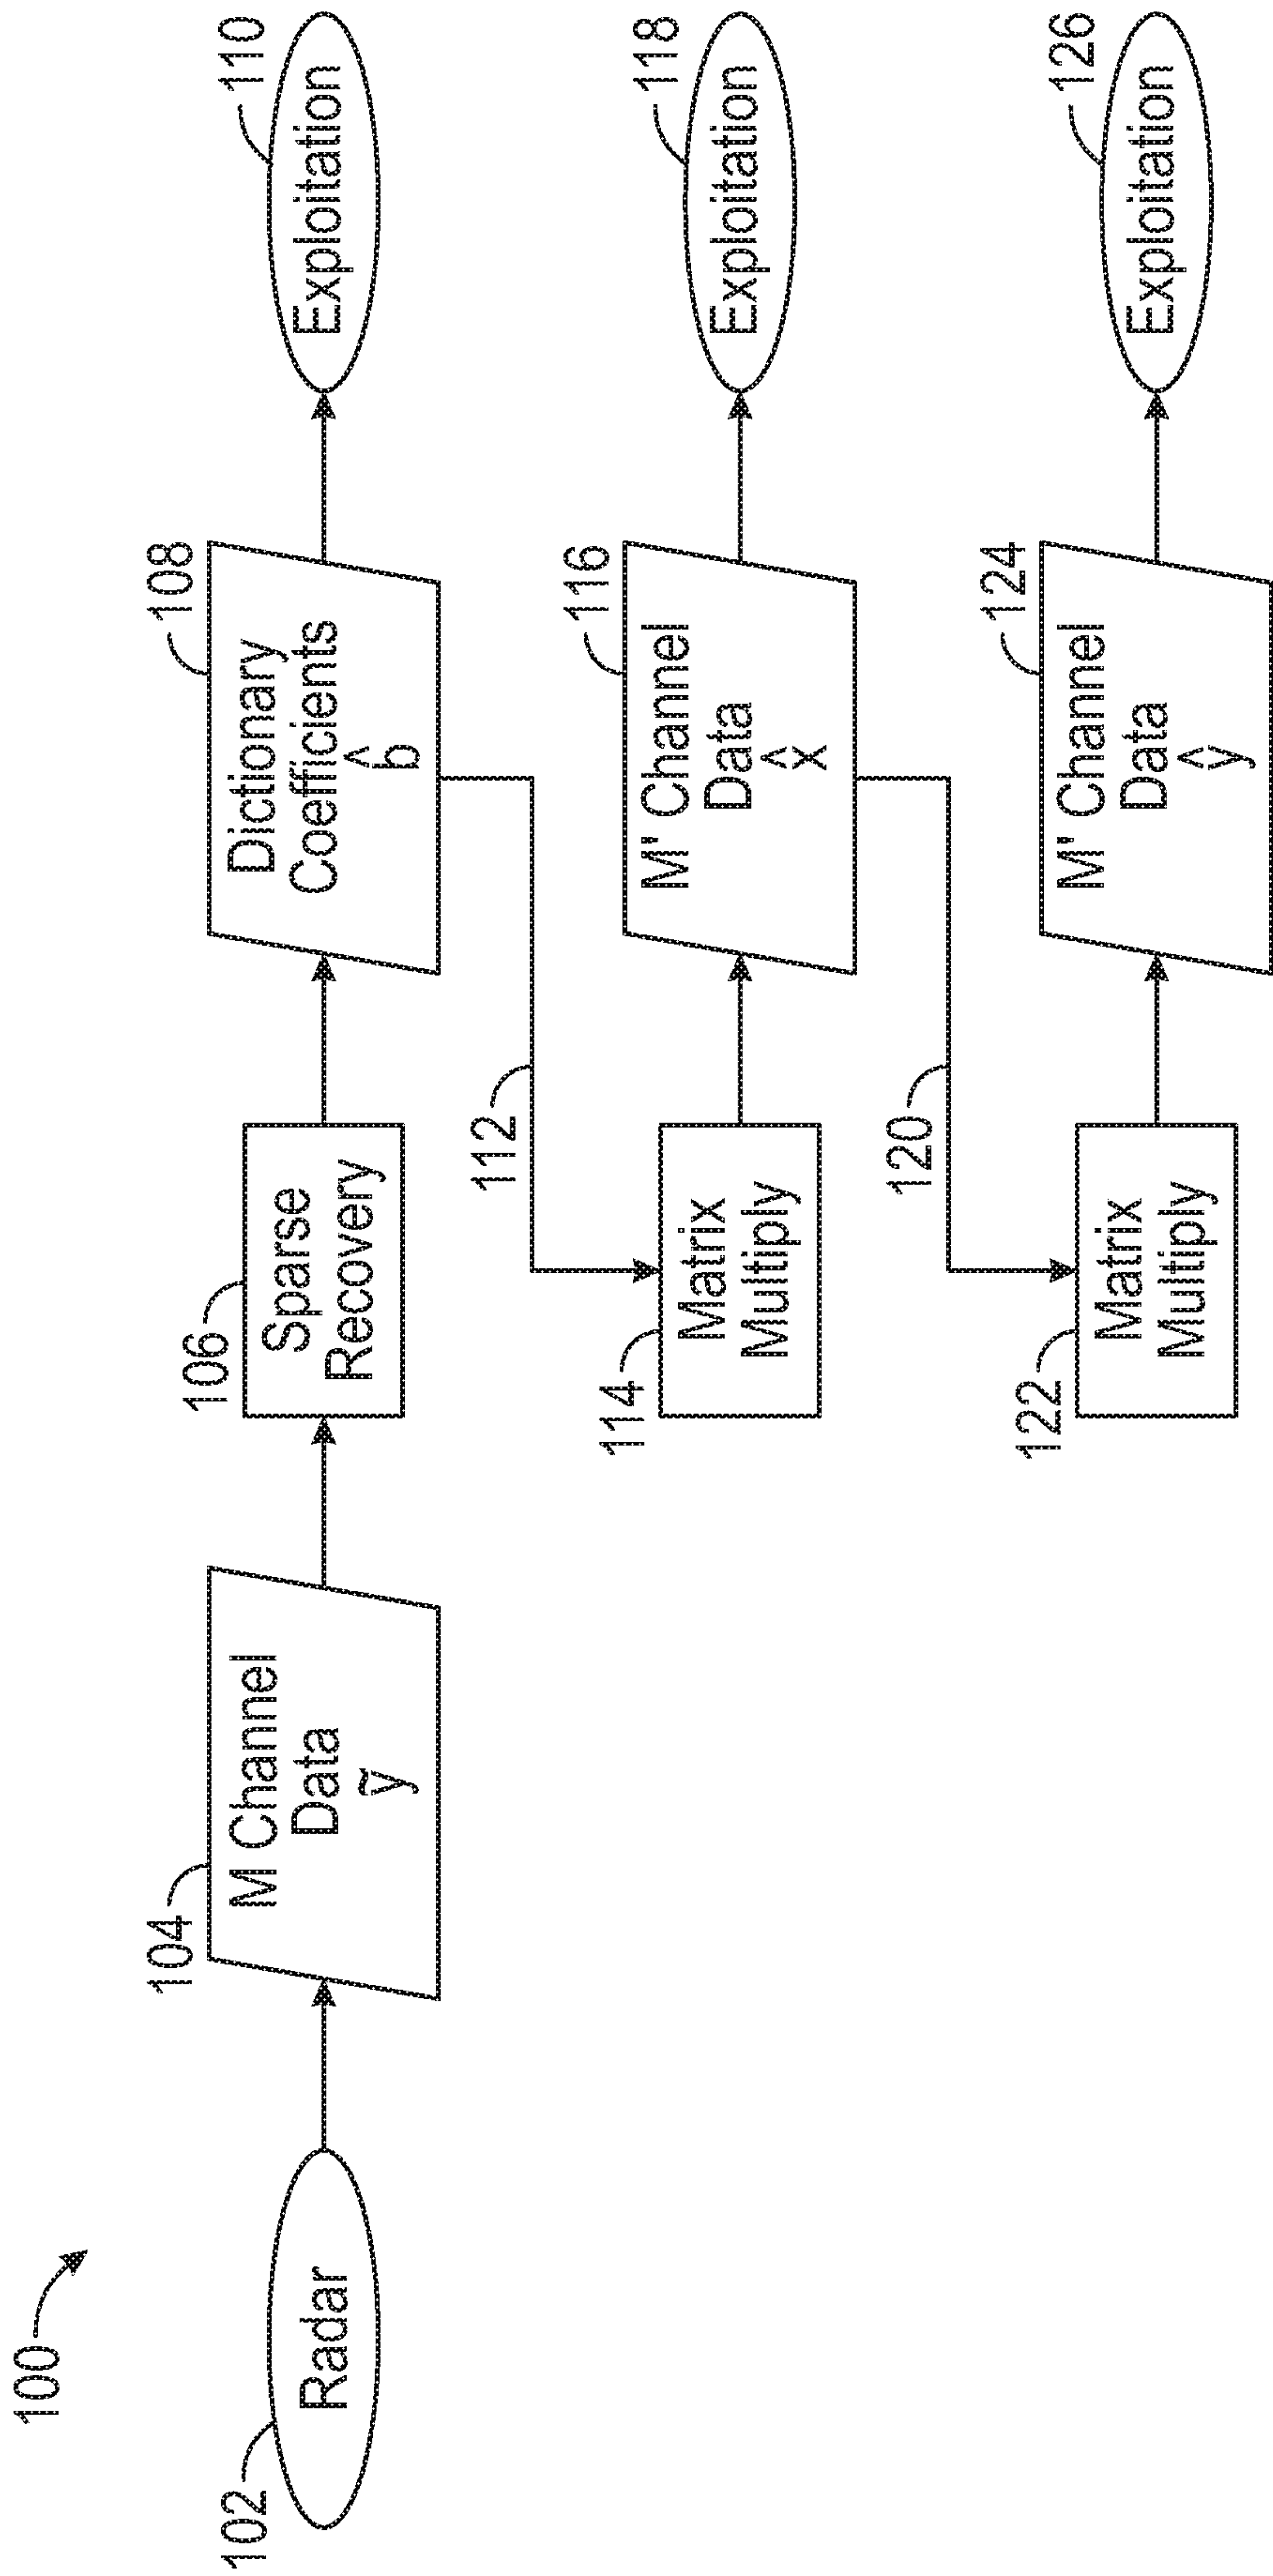 100
102
Radar
104
M Channel
Data
ỹ
106
Sparse
Recovery
108
Dictionary
Coefficients
b̂
110
Exploitation
112
114
Matrix
Multiply
116
M' Channel
Data
x̂
118
Exploitation
120
122
Matrix
Multiply
124
M' Channel
Data
ŷ
126
Exploitation